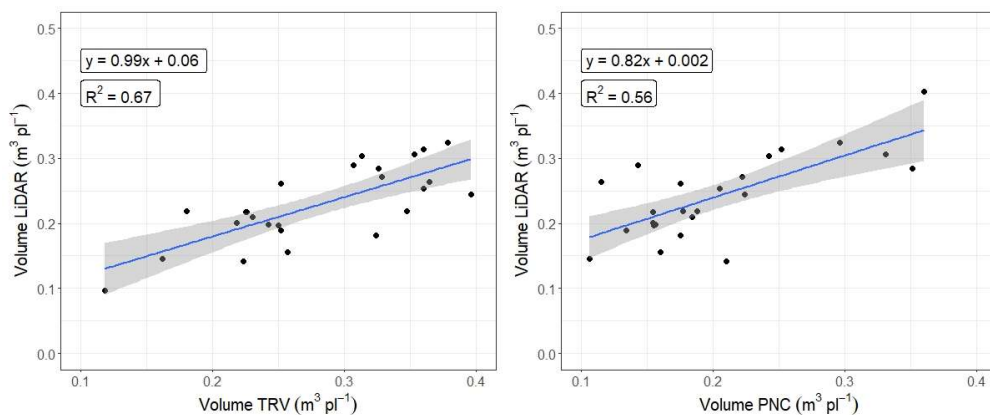 y = 0.99x + 0.06
R² = 0.67
0.5
0.4
0.3
0.2
0.1
0.0
Volume LiDAR (m³ pl⁻¹)
0.1 0.2 0.3 0.4
Volume TRV (m³ pl⁻¹)
y = 0.82x + 0.002
R² = 0.56
0.5
0.4
0.3
0.2
0.1
0.0
Volume LiDAR (m³ pl⁻¹)
0.1 0.2 0.3 0.4
Volume PNC (m³ pl⁻¹)